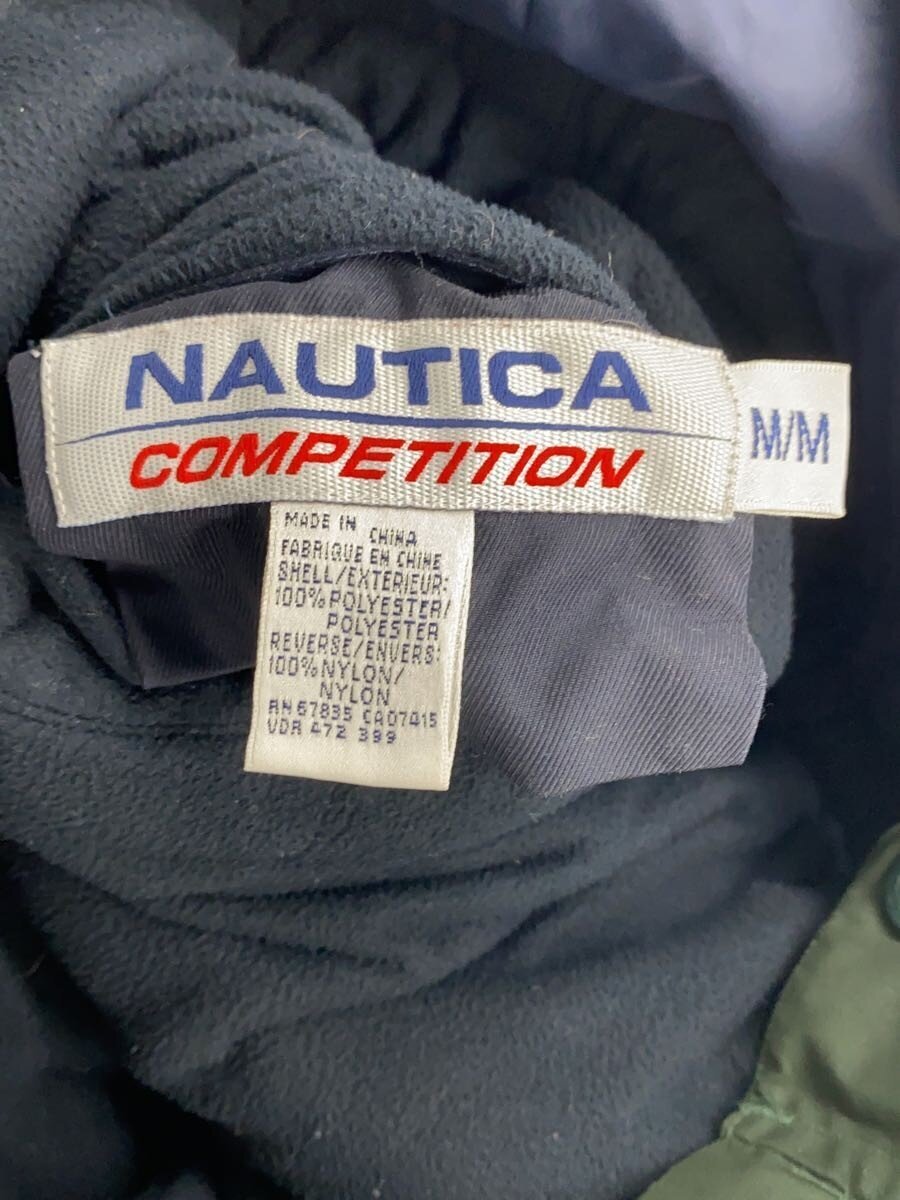 NAUTICA
COMPETITION
M/M
MADE IN CHINA
FABRIQUE EN CHINE
SHELL/EXTERIEUR:
100% POLYESTER/
POLYESTER
REVERSE/ENVERS:
100% NYLON/
NYLON
RN 67835 CA07415
VDR 472 399